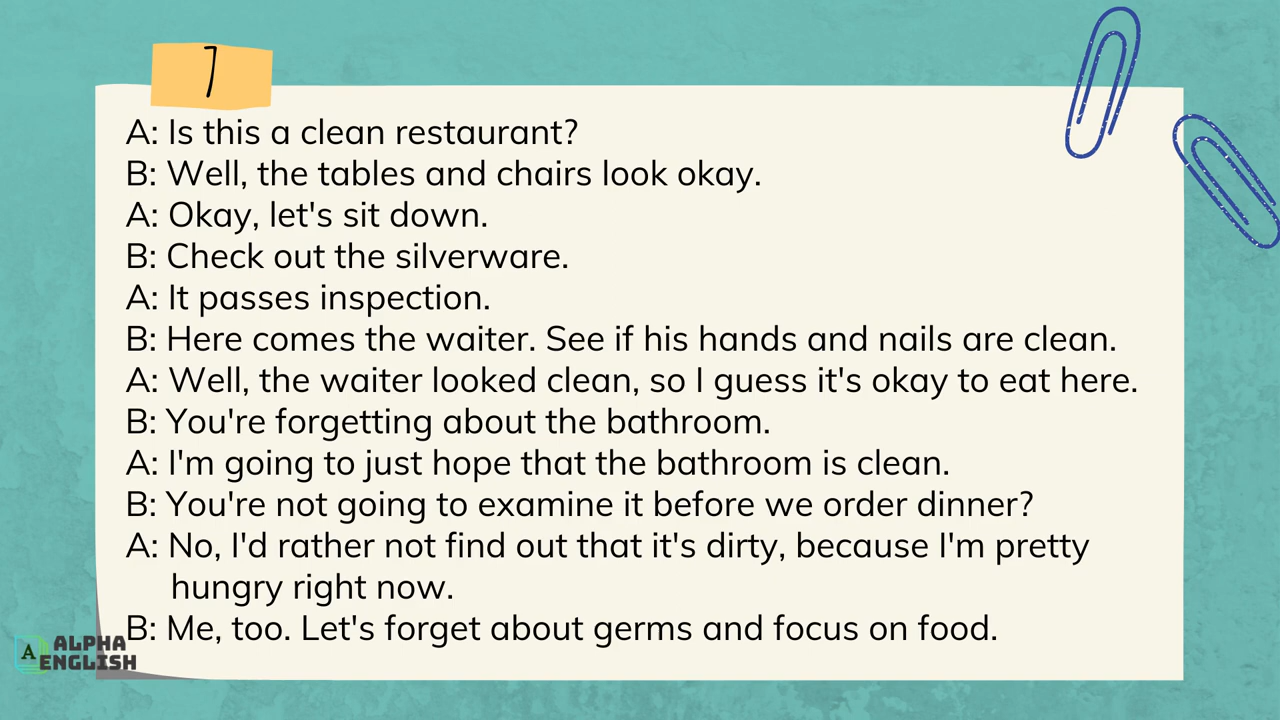 7
A: Is this a clean restaurant?
B: Well, the tables and chairs look okay.
A: Okay, let's sit down.
B: Check out the silverware.
A: It passes inspection.
B: Here comes the waiter. See if his hands and nails are clean.
A: Well, the waiter looked clean, so I guess it's okay to eat here.
B: You're forgetting about the bathroom.
A: I'm going to just hope that the bathroom is clean.
B: You're not going to examine it before we order dinner?
A: No, I'd rather not find out that it's dirty, because I'm pretty
hungry right now.
B: Me, too. Let's forget about germs and focus on food.
A ALPHA
ENGLISH